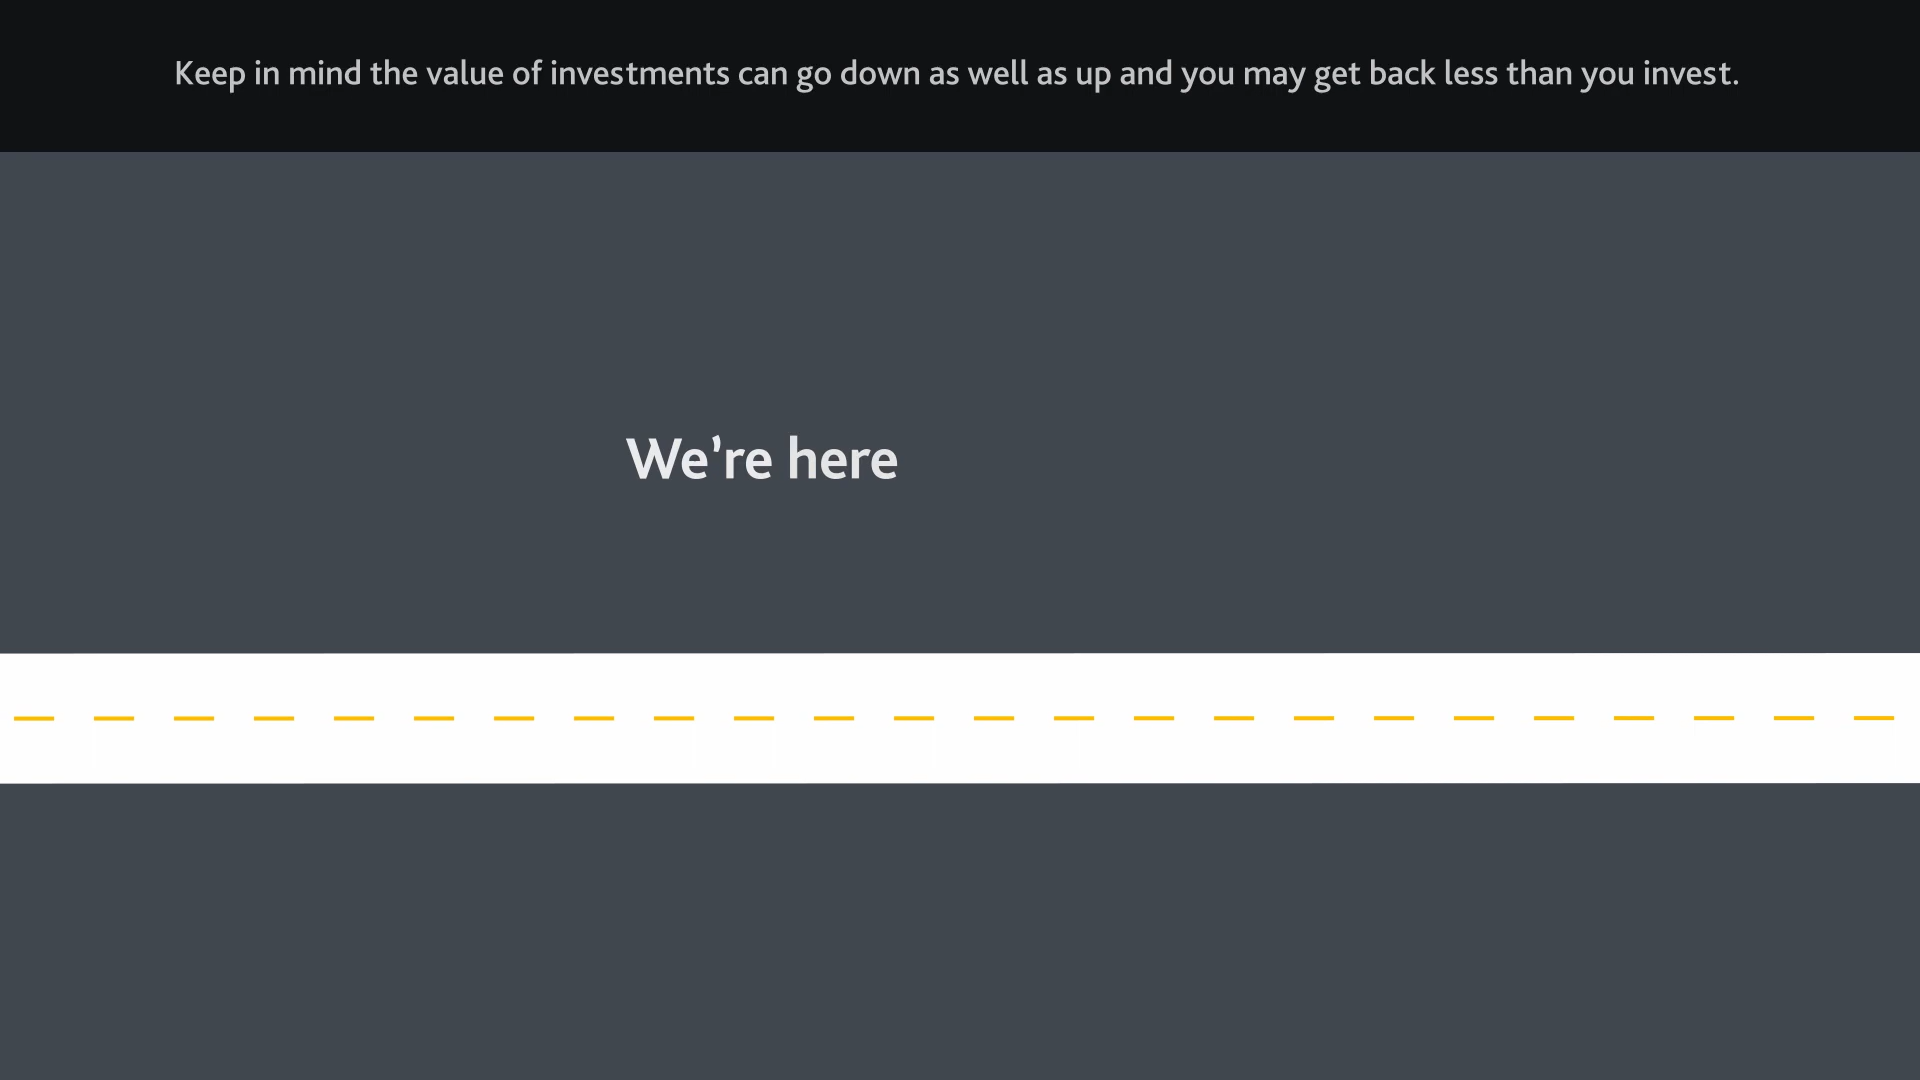 Keep in mind the value of investments can go down as well as up and you may get back less than you invest.
We're here